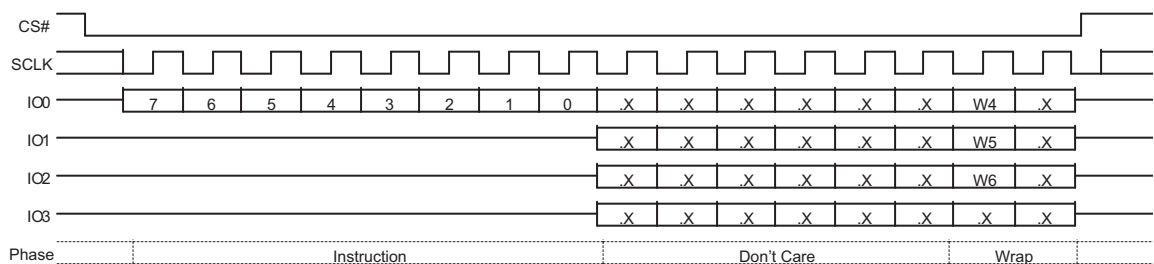 CS#
SCLK
IO0 7 6 5 4 3 2 1 0 .X .X .X .X .X .X W4 .X
IO1 .X .X .X .X .X .X W5 .X
IO2 .X .X .X .X .X .X W6 .X
IO3 .X .X .X .X .X .X X X
Phase Instruction Don't Care Wrap